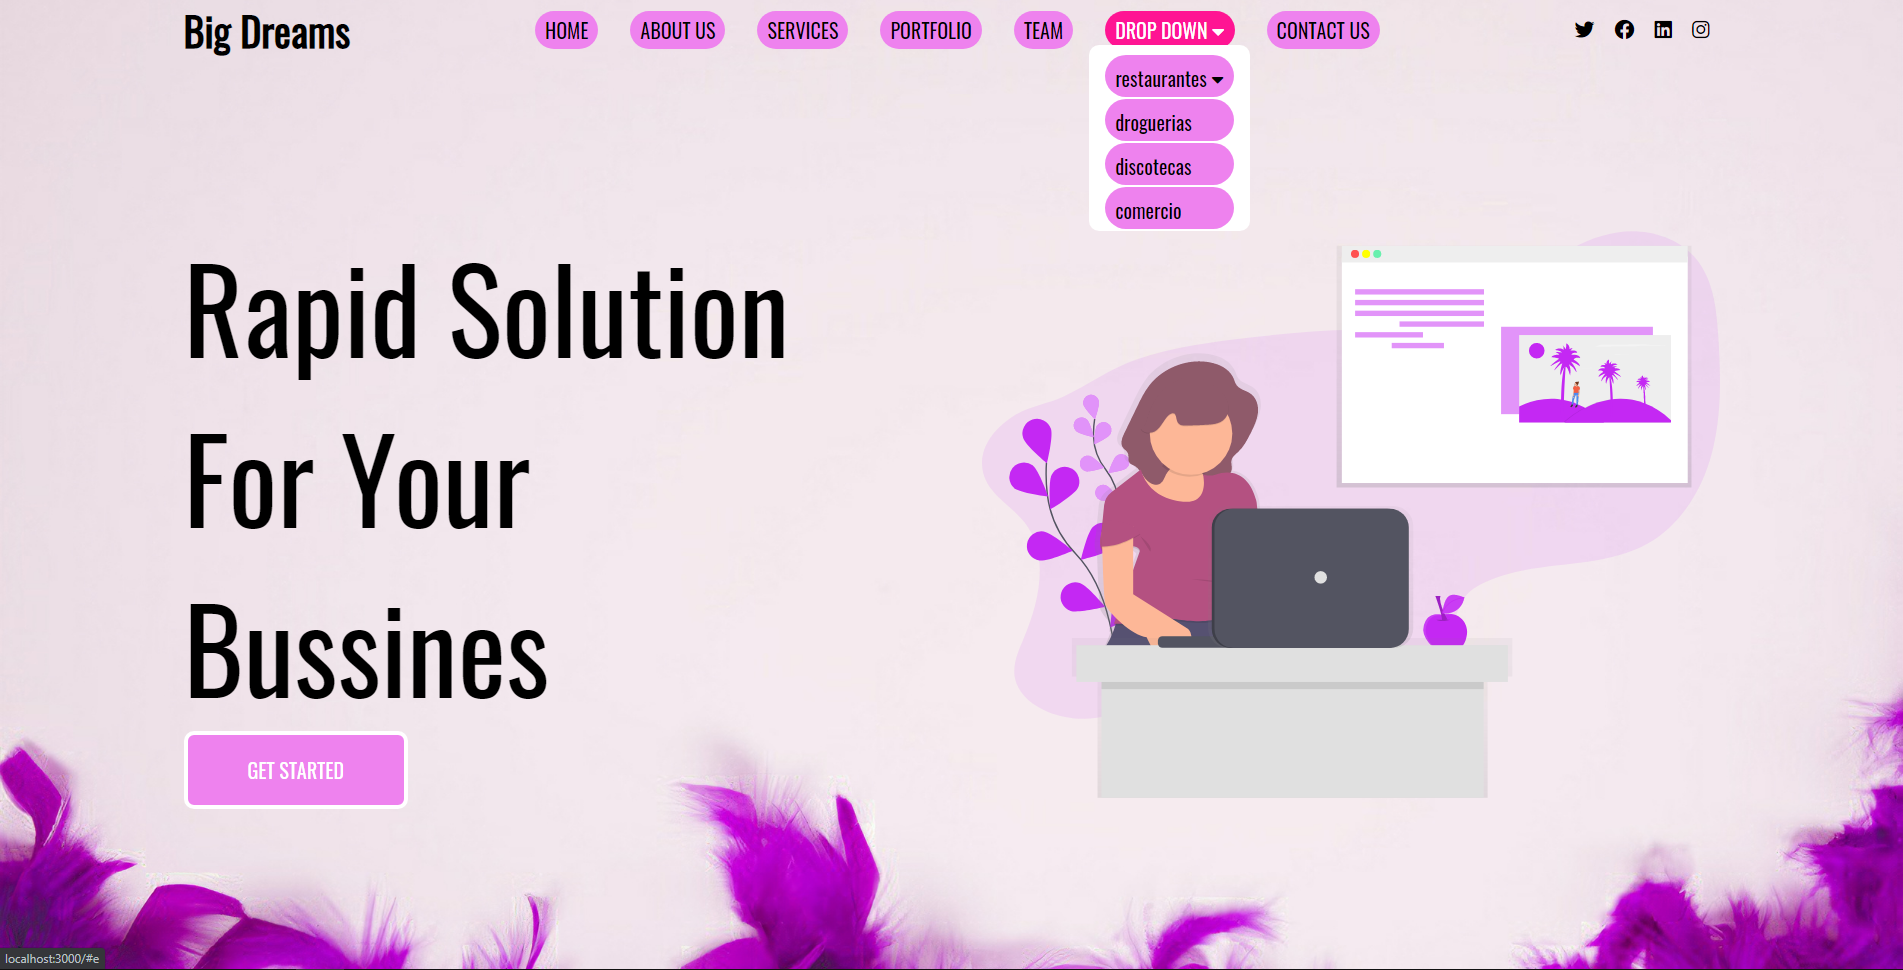 Big Dreams
HOME
ABOUT US
SERVICES
PORTFOLIO
TEAM
DROP DOWN
CONTACT US
restaurantes
droguerias
discotecas
comercio
Rapid Solution
For Your
Bussines
GET STARTED
localhost:3000/#e